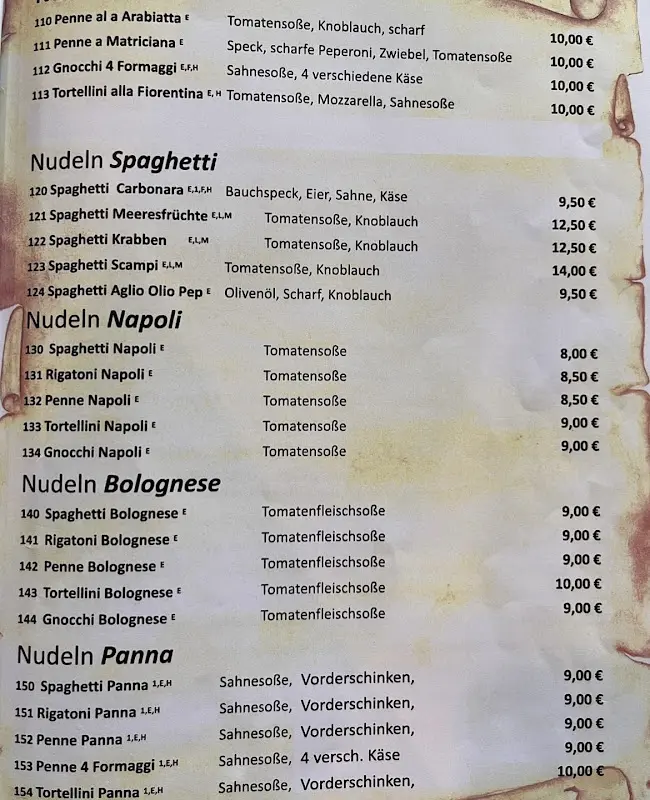 110 Penne al a Arabiatta E Tomatensoße, Knoblauch, scharf 10,00 €
111 Penne a Matriciana E Speck, scharfe Peperoni, Zwiebel, Tomatensoße 10,00 €
112 Gnocchi 4 Formaggi E,F,H Sahnesoße, 4 verschiedene Käse 10,00 €
113 Tortellini alla Fiorentina E, H Tomatensoße, Mozzarella, Sahnesoße 10,00 €
Nudeln Spaghetti
120 Spaghetti Carbonara E,1,F,H Bauchspeck, Eier, Sahne, Käse 9,50 €
121 Spaghetti Meeresfrüchte E,L,M Tomatensoße, Knoblauch 12,50 €
122 Spaghetti Krabben E,L,M Tomatensoße, Knoblauch 12,50 €
123 Spaghetti Scampi E,L,M Tomatensoße, Knoblauch 14,00 €
124 Spaghetti Aglio Olio Pep E Olivenöl, Scharf, Knoblauch 9,50 €
Nudeln Napoli
130 Spaghetti Napoli E Tomatensoße 8,00 €
131 Rigatoni Napoli E Tomatensoße 8,50 €
132 Penne Napoli E Tomatensoße 8,50 €
133 Tortellini Napoli E Tomatensoße 9,00 €
134 Gnocchi Napoli E Tomatensoße 9,00 €
Nudeln Bolognese
140 Spaghetti Bolognese E Tomatenfleischsoße 9,00 €
141 Rigatoni Bolognese E Tomatenfleischsoße 9,00 €
142 Penne Bolognese E Tomatenfleischsoße 9,00 €
143 Tortellini Bolognese E Tomatenfleischsoße 10,00 €
144 Gnocchi Bolognese E Tomatenfleischsoße 9,00 €
Nudeln Panna
150 Spaghetti Panna 1,E,H Sahnesoße, Vorderschinken, 9,00 €
151 Rigatoni Panna 1,E,H Sahnesoße, Vorderschinken, 9,00 €
152 Penne Panna 1,E,H Sahnesoße, Vorderschinken, 9,00 €
153 Penne 4 Formaggi 1,E,H Sahnesoße, 4 versch. Käse 9,00 €
154 Tortellini Panna 1,E,H Sahnesoße, Vorderschinken, 10,00 €